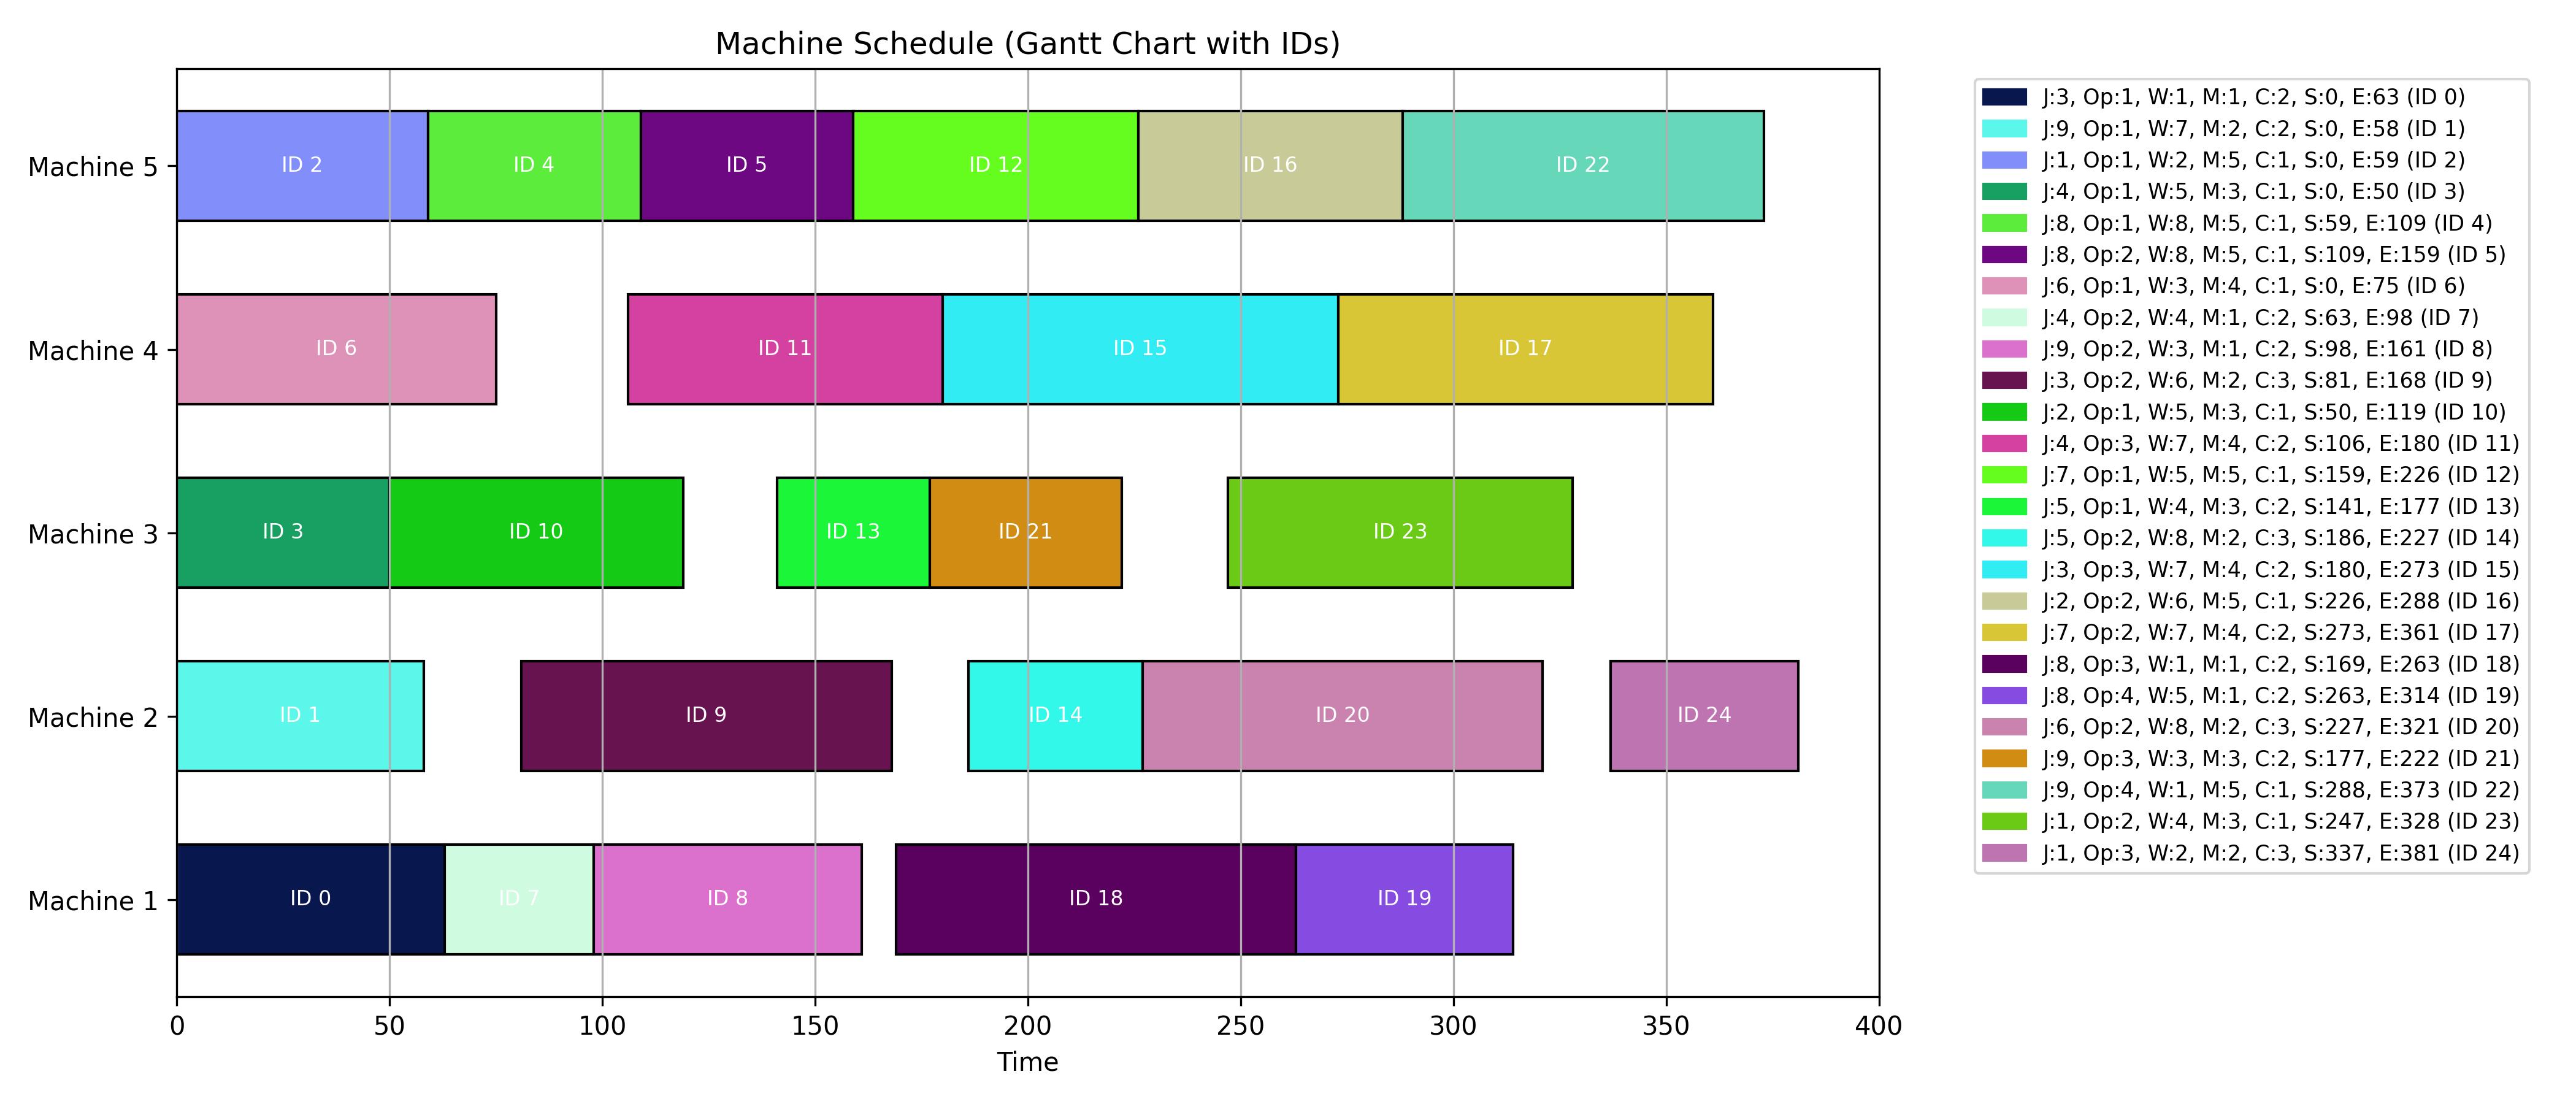 Machine Schedule (Gantt Chart with IDs)
Machine 5
ID 2
ID 4
ID 5
ID 12
ID 16
ID 22
Machine 4
ID 6
ID 11
ID 15
ID 17
Machine 3
ID 3
ID 10
ID 13
ID 21
ID 23
Machine 2
ID 1
ID 9
ID 14
ID 20
ID 24
Machine 1
ID 0
ID 7
ID 8
ID 18
ID 19
0 50 100 150 200 250 300 350 400
Time
J:3, Op:1, W:1, M:1, C:2, S:0, E:63 (ID 0)
J:9, Op:1, W:7, M:2, C:2, S:0, E:58 (ID 1)
J:1, Op:1, W:2, M:5, C:1, S:0, E:59 (ID 2)
J:4, Op:1, W:5, M:3, C:1, S:0, E:50 (ID 3)
J:8, Op:1, W:8, M:5, C:1, S:59, E:109 (ID 4)
J:8, Op:2, W:8, M:5, C:1, S:109, E:159 (ID 5)
J:6, Op:1, W:3, M:4, C:1, S:0, E:75 (ID 6)
J:4, Op:2, W:4, M:1, C:2, S:63, E:98 (ID 7)
J:9, Op:2, W:3, M:1, C:2, S:98, E:161 (ID 8)
J:3, Op:2, W:6, M:2, C:3, S:81, E:168 (ID 9)
J:2, Op:1, W:5, M:3, C:1, S:50, E:119 (ID 10)
J:4, Op:3, W:7, M:4, C:2, S:106, E:180 (ID 11)
J:7, Op:1, W:5, M:5, C:1, S:159, E:226 (ID 12)
J:5, Op:1, W:4, M:3, C:2, S:141, E:177 (ID 13)
J:5, Op:2, W:8, M:2, C:3, S:186, E:227 (ID 14)
J:3, Op:3, W:7, M:4, C:2, S:180, E:273 (ID 15)
J:2, Op:2, W:6, M:5, C:1, S:226, E:288 (ID 16)
J:7, Op:2, W:7, M:4, C:2, S:273, E:361 (ID 17)
J:8, Op:3, W:1, M:1, C:2, S:169, E:263 (ID 18)
J:8, Op:4, W:5, M:1, C:2, S:263, E:314 (ID 19)
J:6, Op:2, W:8, M:2, C:3, S:227, E:321 (ID 20)
J:9, Op:3, W:3, M:3, C:2, S:177, E:222 (ID 21)
J:9, Op:4, W:1, M:5, C:1, S:288, E:373 (ID 22)
J:1, Op:2, W:4, M:3, C:1, S:247, E:328 (ID 23)
J:1, Op:3, W:2, M:2, C:3, S:337, E:381 (ID 24)